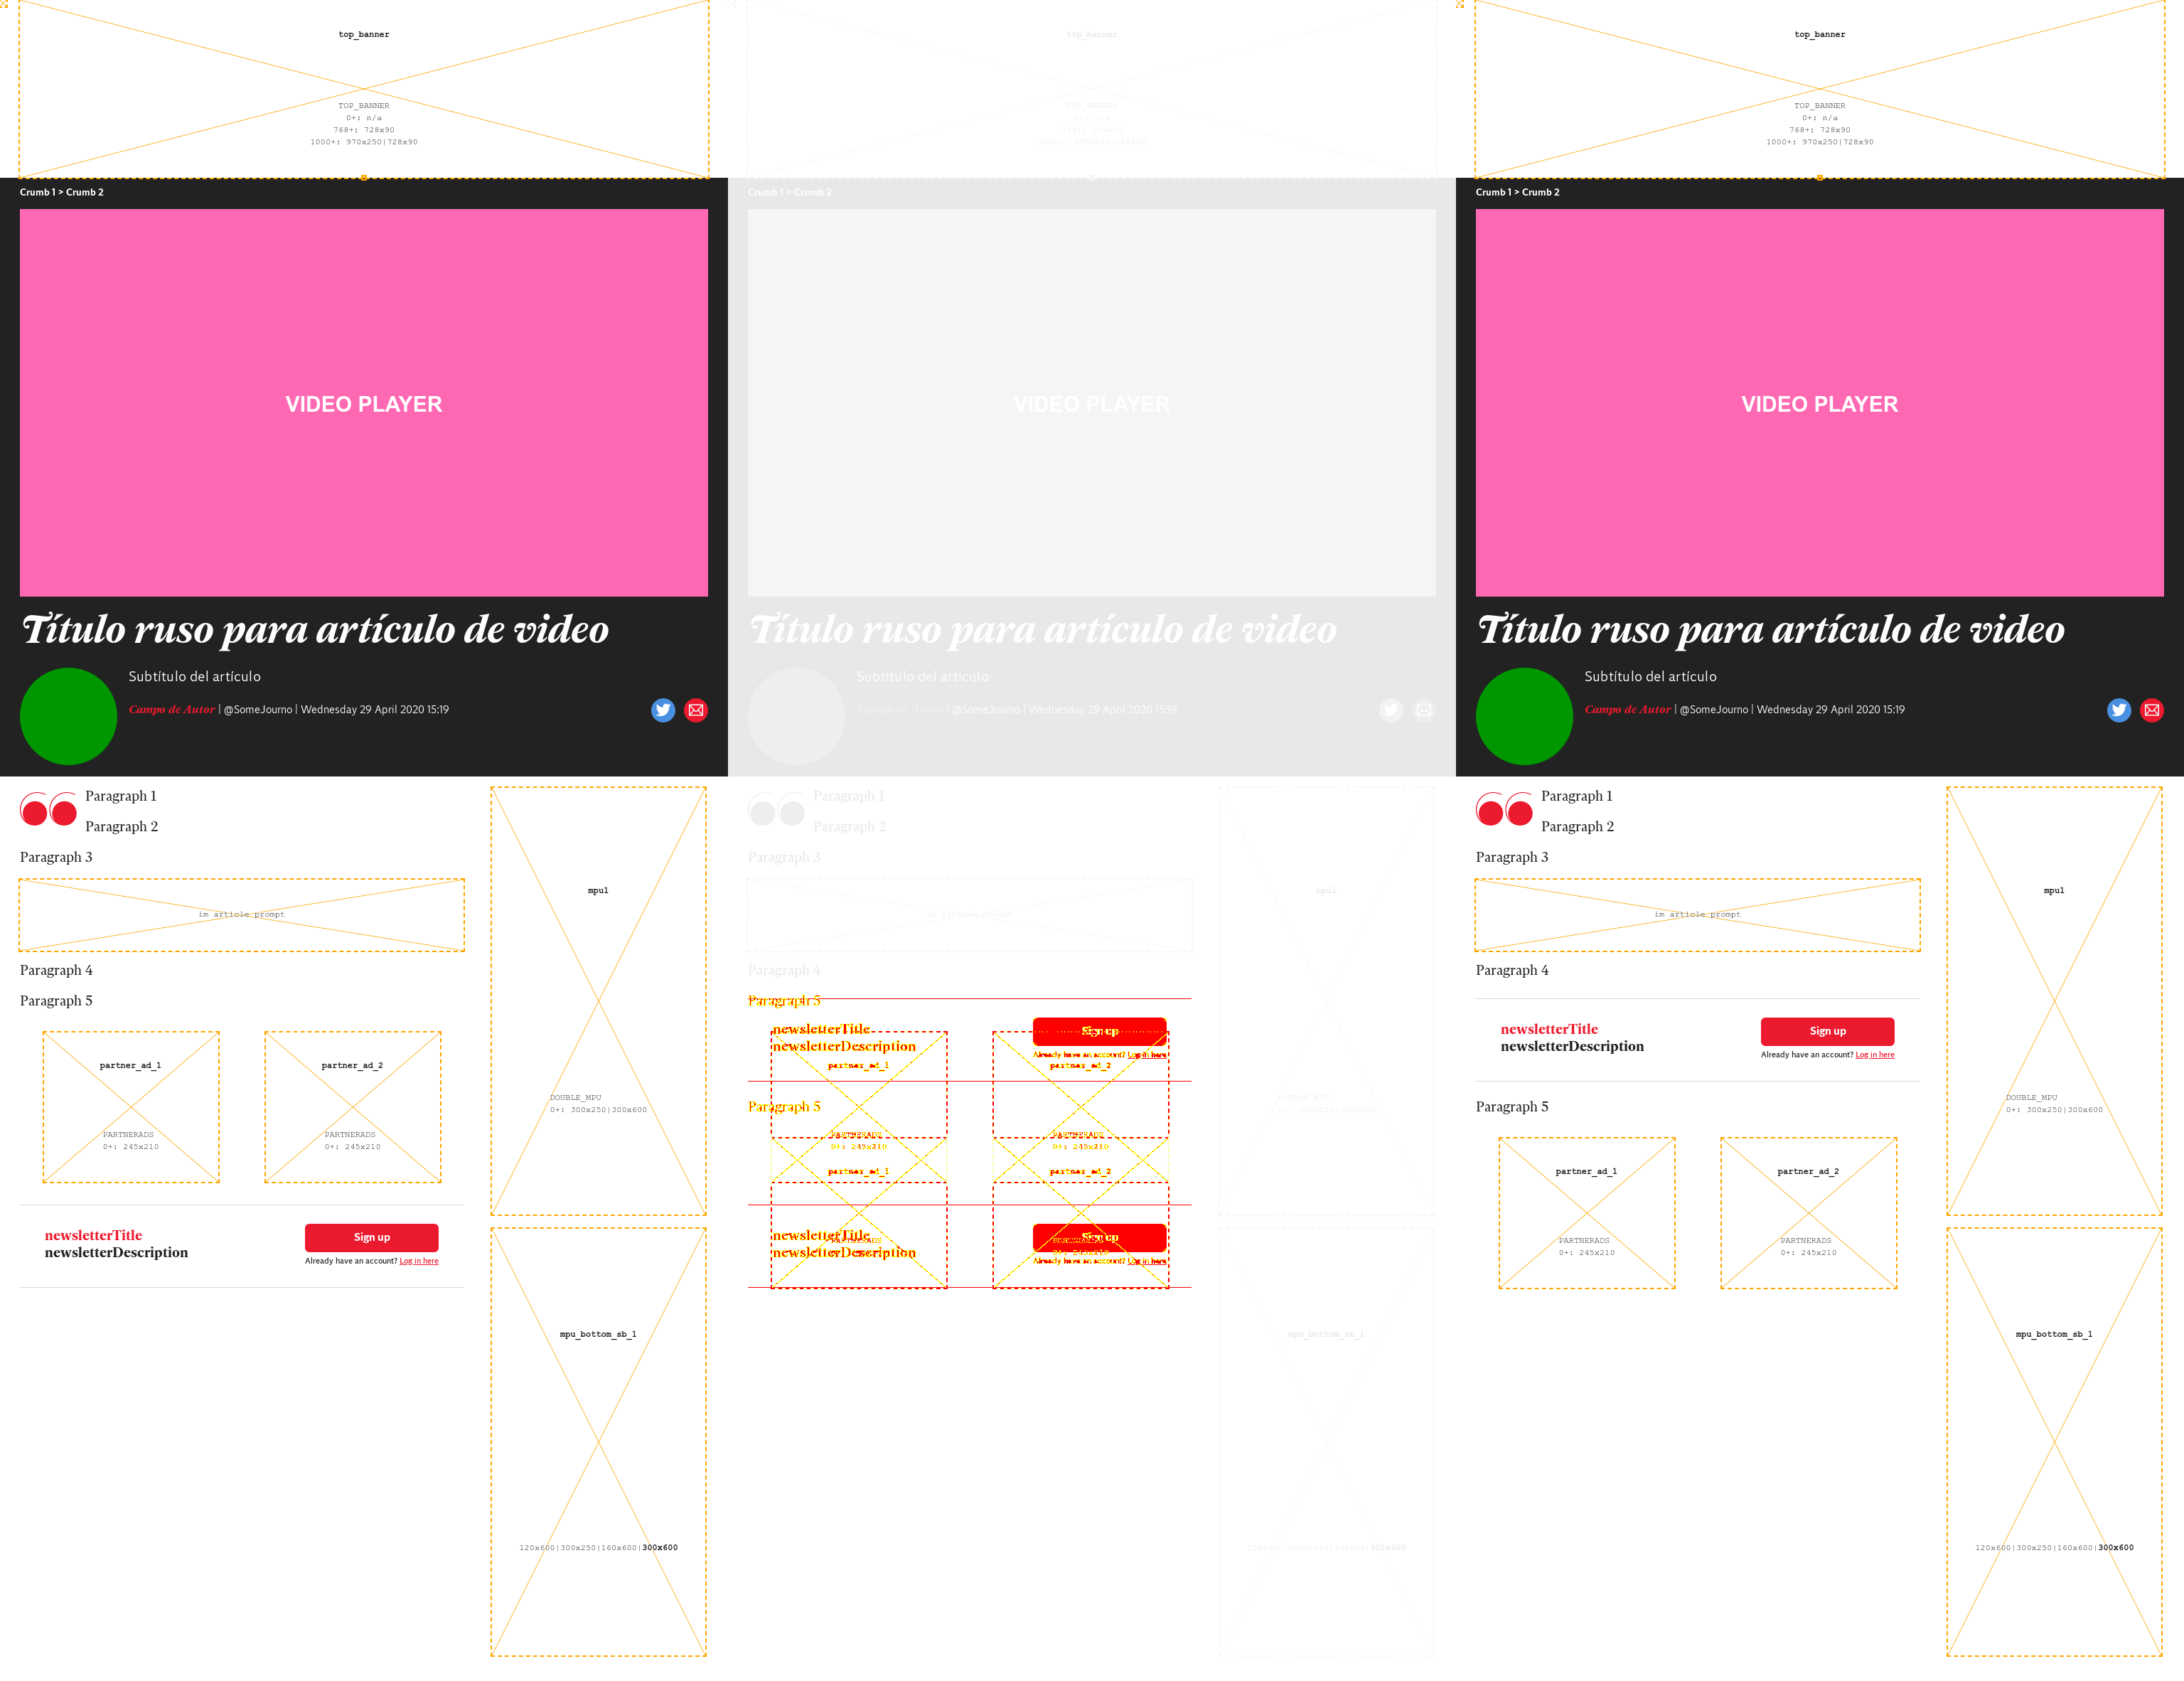 top_banner
TOP_BANNER
0+: n/a
768+: 728x90
1000+: 970x250|728x90
Crumb 1 > Crumb 2
VIDEO PLAYER
Título ruso para artículo de video
Subtítulo del artículo
Campo de Autor | @SomeJourno | Wednesday 29 April 2020 15:19
Paragraph 1
Paragraph 2
Paragraph 3
im article prompt
Paragraph 4
Paragraph 5
partner_ad_1
partner_ad_2
PARTNERADS
0+: 245x210
PARTNERADS
0+: 245x210
newsletterTitle
newsletterDescription
Sign up
Already have an account? Log in here
mpu1
DOUBLE_MPU
0+: 300x250|300x600
mpu_bottom_sb_1
120x600|300x250|160x600|300x600
top_banner
TOP_BANNER
0+: n/a
768+: 728x90
1000+: 970x250|728x90
Crumb 1 > Crumb 2
VIDEO PLAYER
Título ruso para artículo de video
Subtítulo del artículo
Campo de Autor | @SomeJourno | Wednesday 29 April 2020 15:19
Paragraph 1
Paragraph 2
Paragraph 3
im article prompt
Paragraph 4
Paragraph 5
newsletterTitle
newsletterDescription
Sign up
Already have an account? Log in here
partner_ad_1
partner_ad_2
Paragraph 5
PARTNERADS
0+: 245x210
PARTNERADS
0+: 245x210
partner_ad_1
partner_ad_2
newsletterTitle
newsletterDescription
Sign up
Already have an account? Log in here
mpu1
DOUBLE_MPU
0+: 300x250|300x600
mpu_bottom_sb_1
120x600|300x250|160x600|300x600
top_banner
TOP_BANNER
0+: n/a
768+: 728x90
1000+: 970x250|728x90
Crumb 1 > Crumb 2
VIDEO PLAYER
Título ruso para artículo de video
Subtítulo del artículo
Campo de Autor | @SomeJourno | Wednesday 29 April 2020 15:19
Paragraph 1
Paragraph 2
Paragraph 3
im article prompt
Paragraph 4
newsletterTitle
newsletterDescription
Sign up
Already have an account? Log in here
Paragraph 5
partner_ad_1
partner_ad_2
PARTNERADS
0+: 245x210
PARTNERADS
0+: 245x210
mpu1
DOUBLE_MPU
0+: 300x250|300x600
mpu_bottom_sb_1
120x600|300x250|160x600|300x600